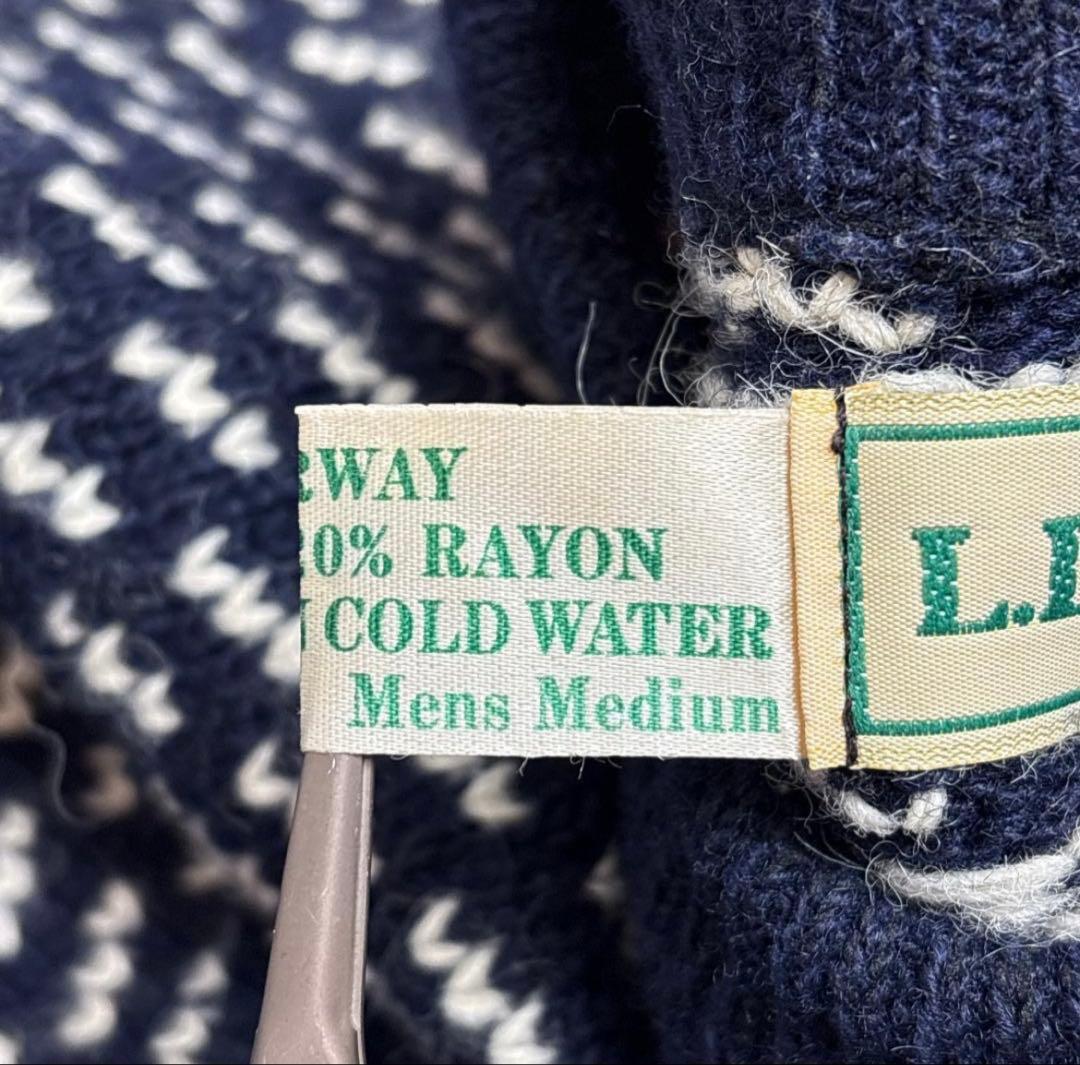 RWAY
20% RAYON
N COLD WATER
Mens Medium
L.L